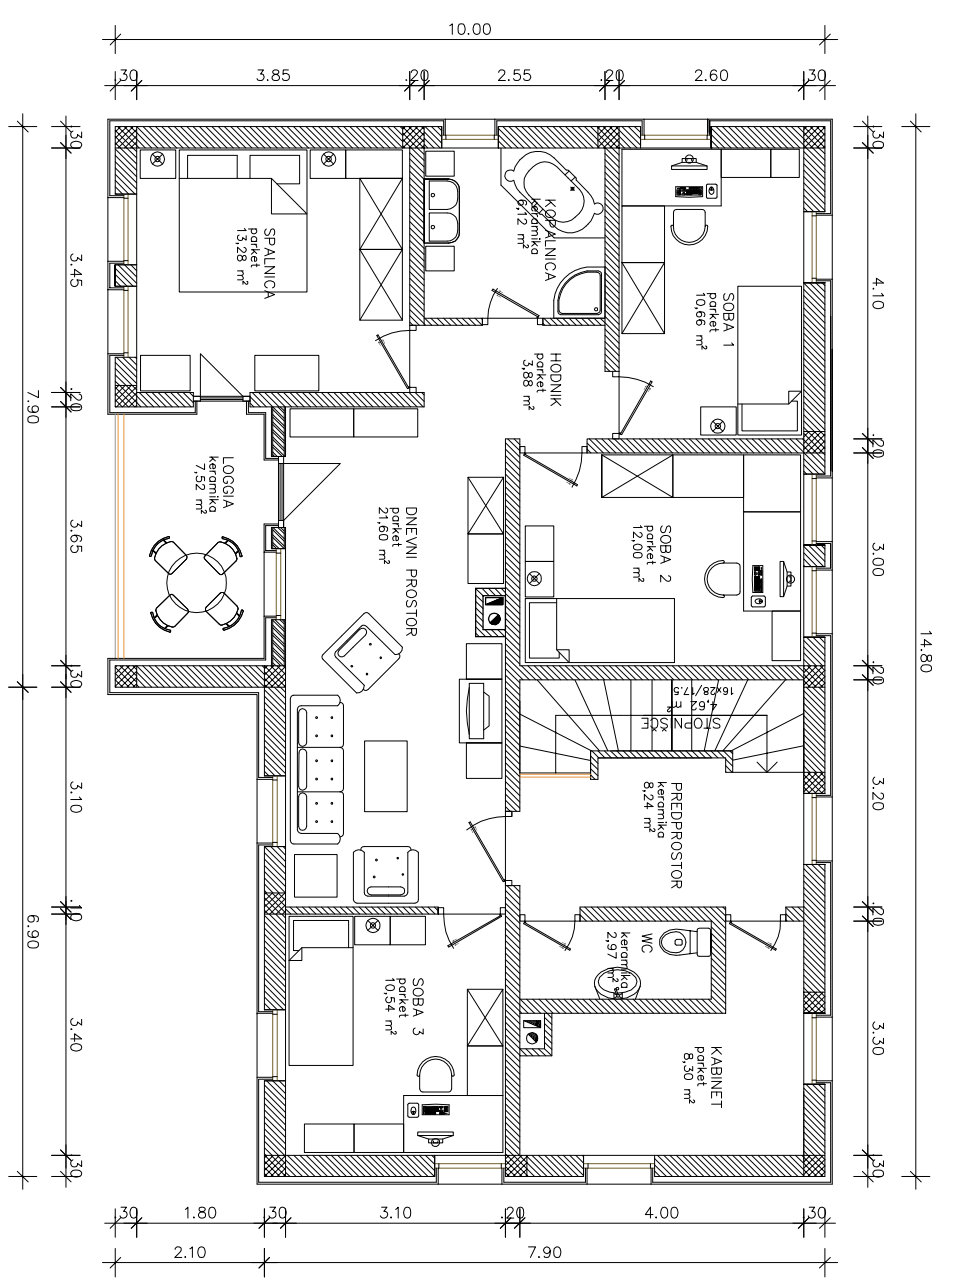 10.00
.30
3.85
.20
2.55
.20
2.60
.30
SPALNICA
parket
13,28 m²
KOPALNICA
keramika
6,12 m²
SOBA 1
parket
10,66 m²
HODNIK
parket
3,88 m²
LOGGIA
keramika
7,52 m²
DNEVNI PROSTOR
parket
21,60 m²
SOBA 2
parket
12,00 m²
STOPNIŠČE
4,62 m²
16x28/17.5
PREDPROSTOR
keramika
8,24 m²
WC
keramika
2,97 m²
SOBA 3
parket
10,54 m²
KABINET
parket
8,30 m²
7.90
6.90
.30
3.45
.20
3.65
.30
3.10
.10
3.40
.30
.30
4.10
.20
3.00
.20
3.20
.20
3.30
.30
14.80
.30
1.80
.30
3.10
.20
4.00
.30
2.10
7.90